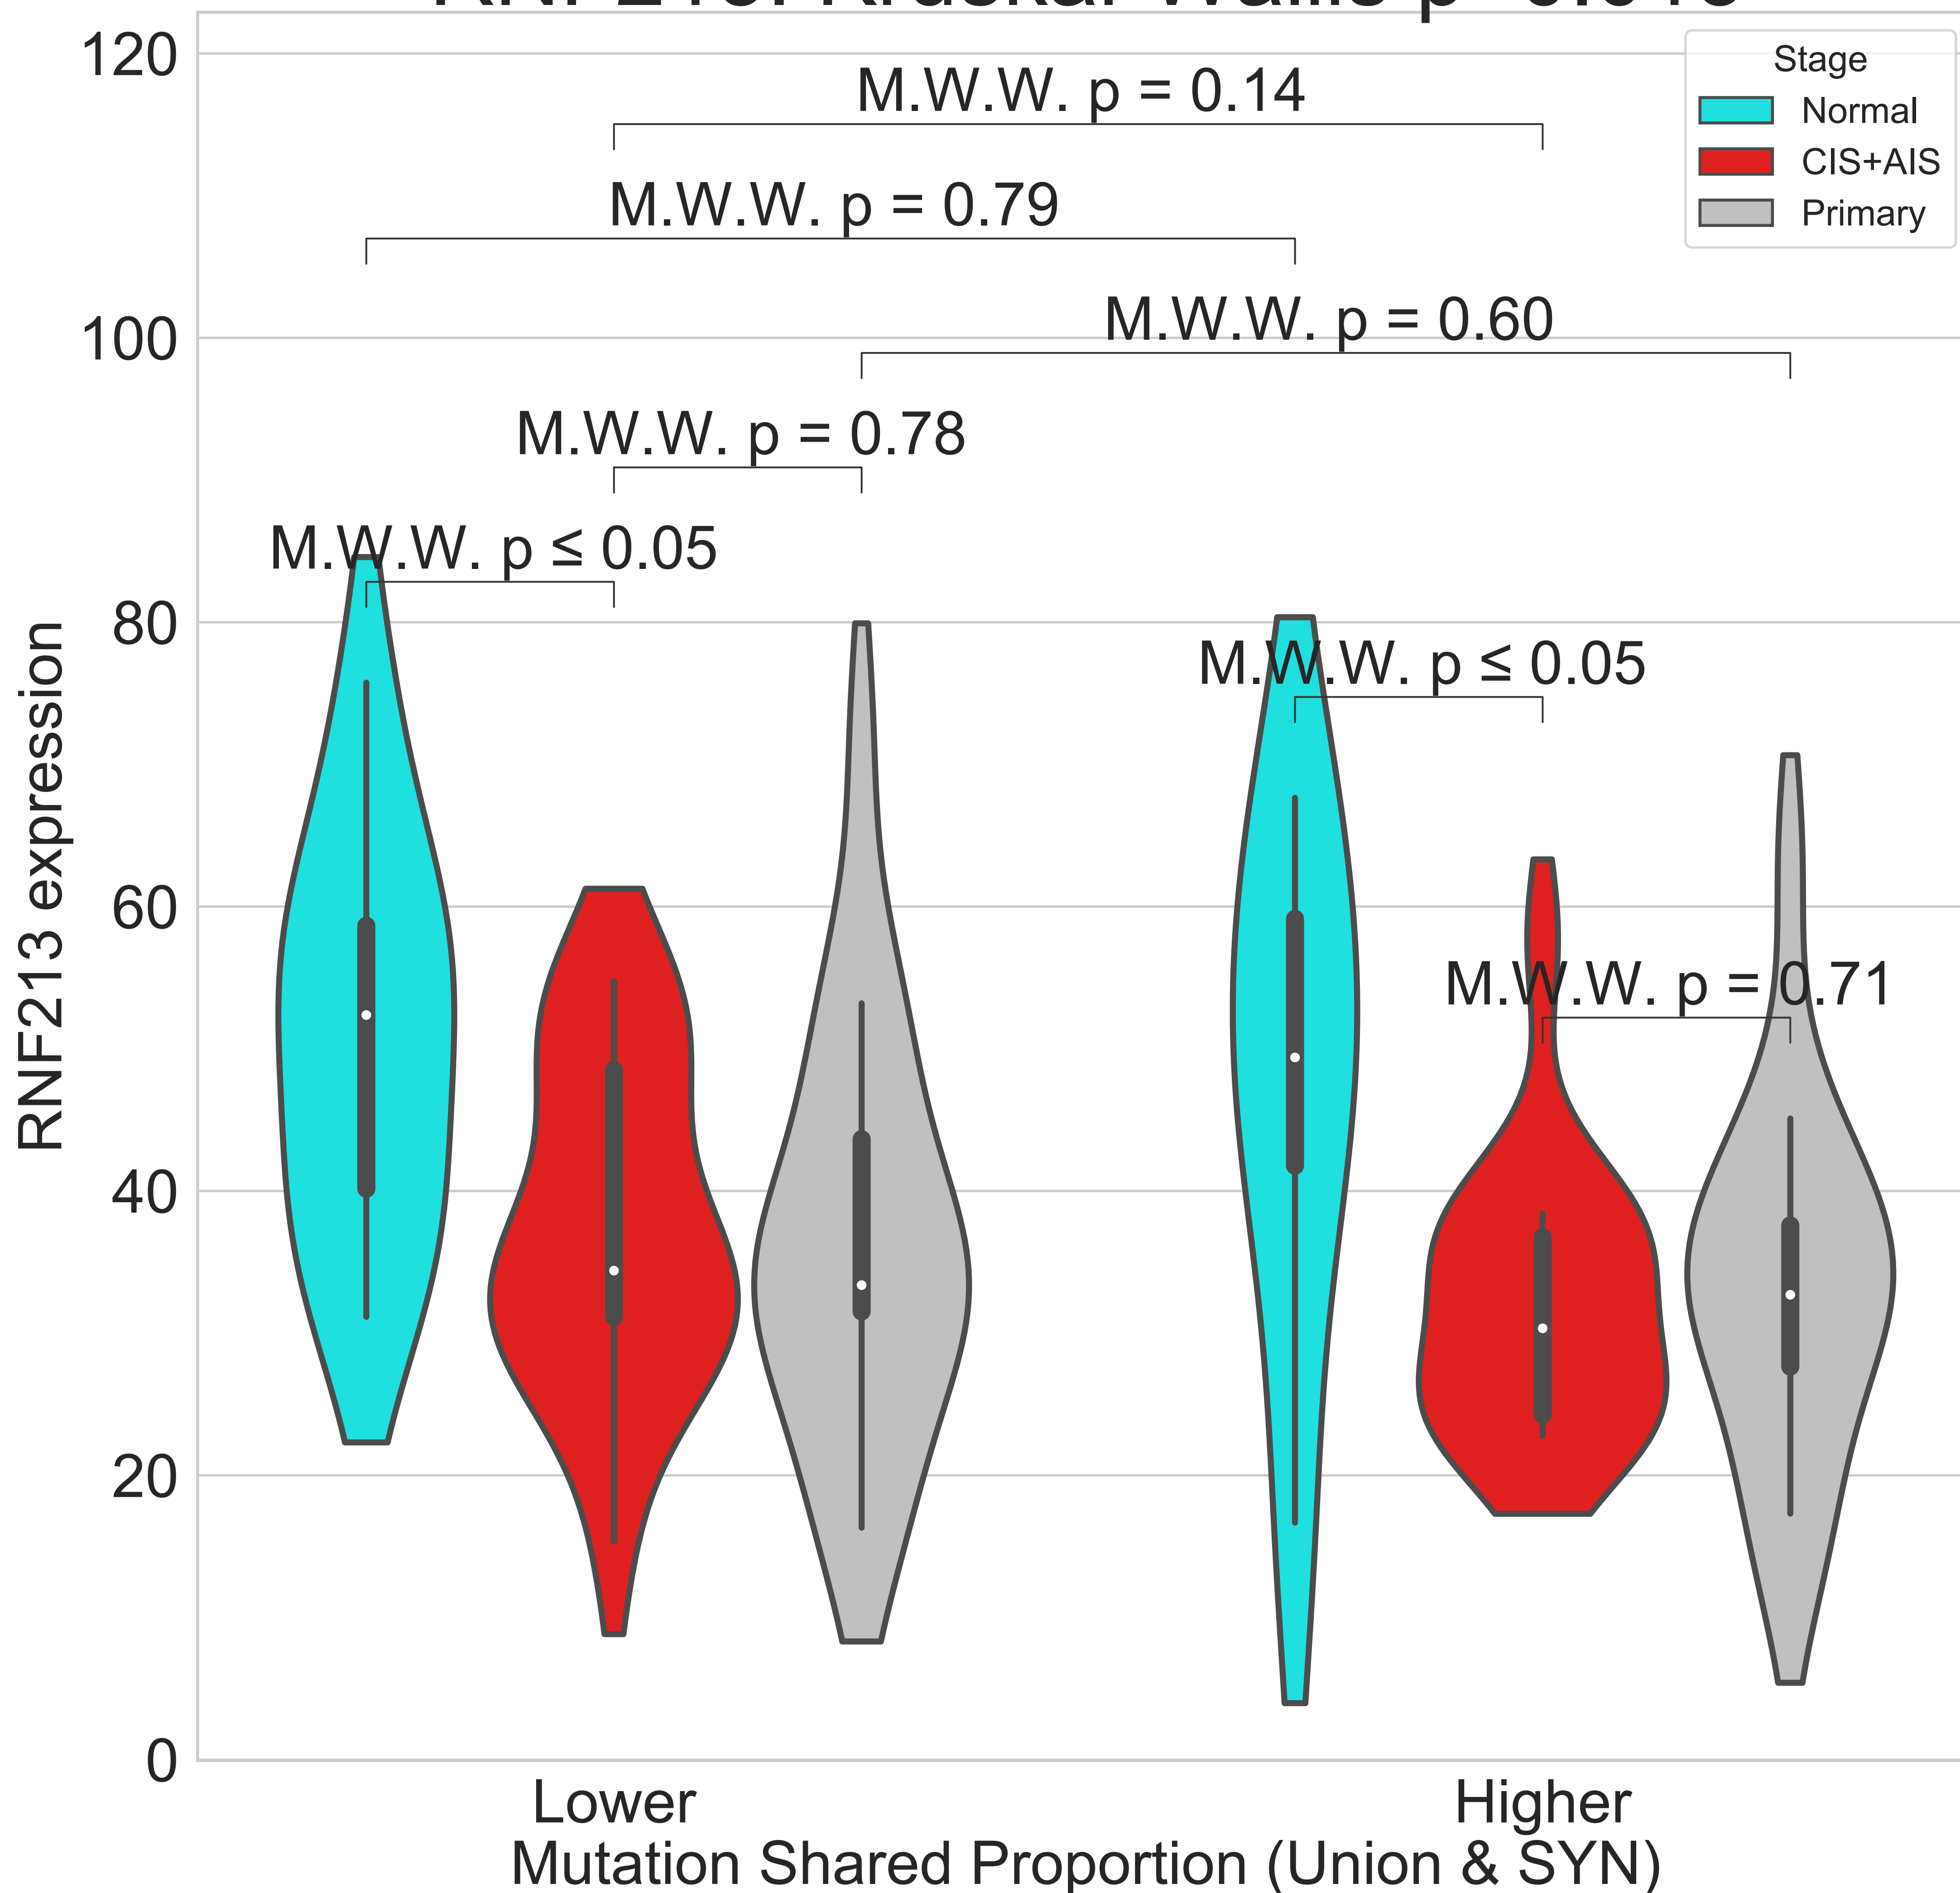 120
Stage
Normal
CIS+AIS
Primary
M.W.W. p = 0.14
M.W.W. p = 0.79
100
M.W.W. p = 0.60
M.W.W. p = 0.78
M.W.W. p ≤ 0.05
80
M.W.W. p ≤ 0.05
60
M.W.W. p = 0.71
40
20
0
RNF213 expression
Lower
Higher
Mutation Shared Proportion (Union & SYN)